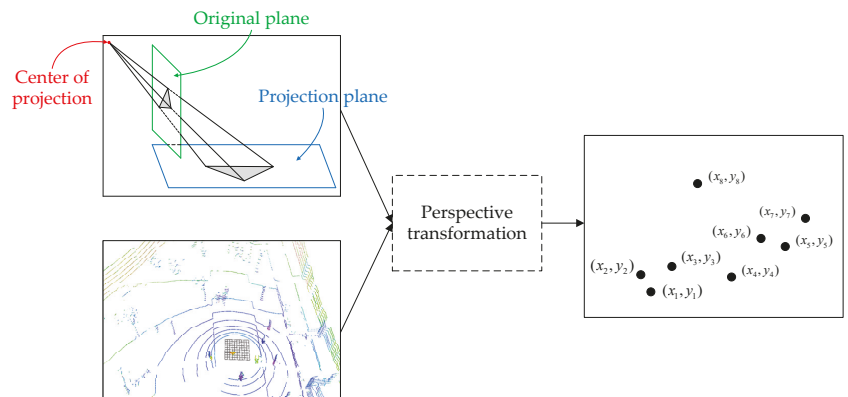 Original plane
Center of
projection
Projection plane
Perspective
transformation
(x₈, y₈)
(x₇, y₇)
(x₆, y₆)
(x₅, y₅)
(x₃, y₃)
(x₂, y₂)
(x₄, y₄)
(x₁, y₁)